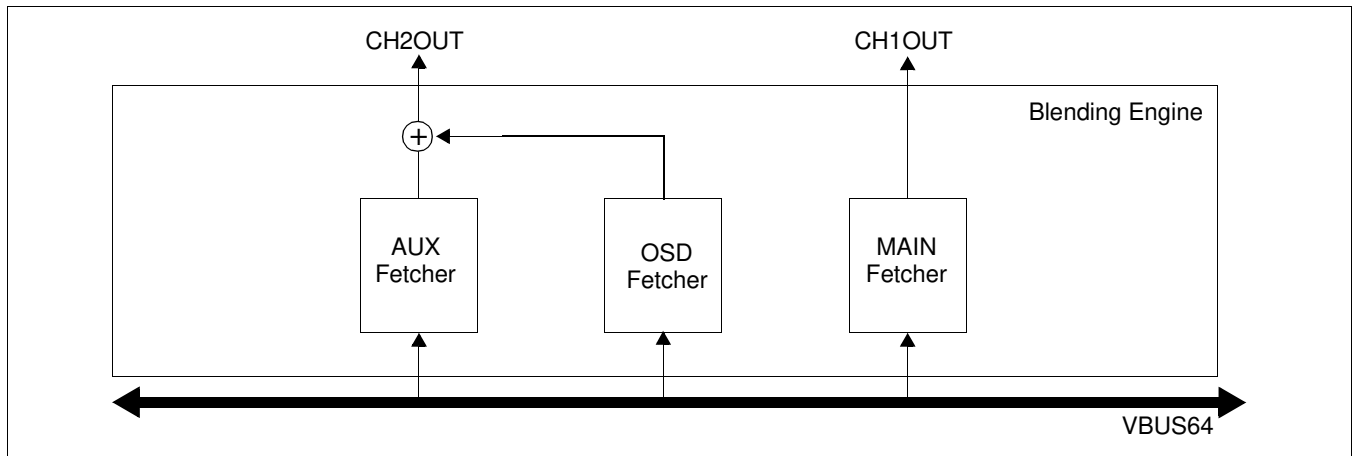 CH2OUT
CH1OUT
Blending Engine
+
AUX
Fetcher
OSD
Fetcher
MAIN
Fetcher
VBUS64